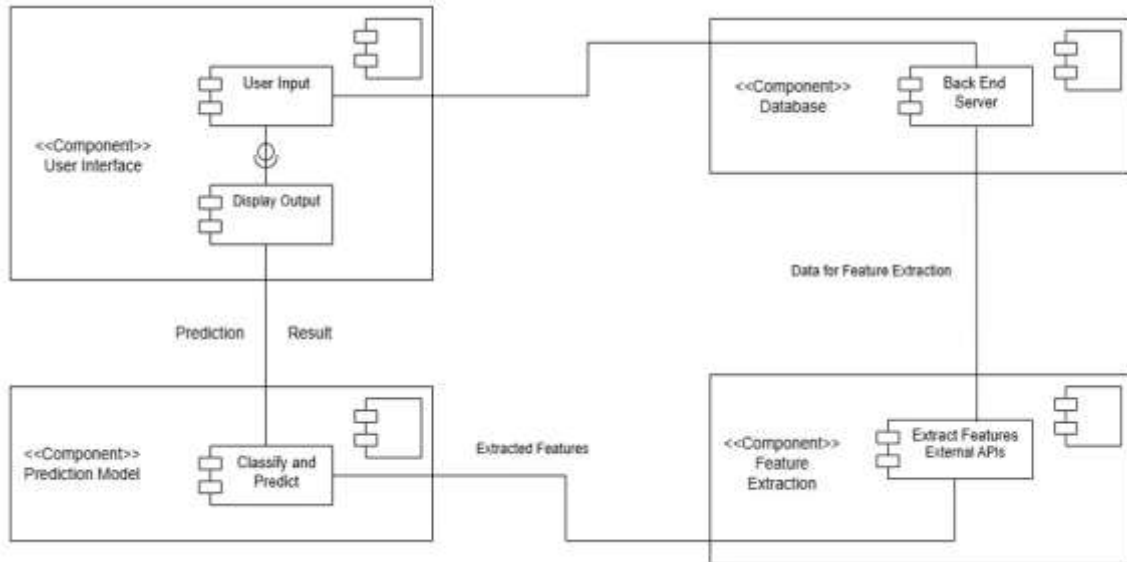 User Input
<<Component>>
User Interface
Display Output
<<Component>>
Database
Back End
Server
Data for Feature Extraction
Prediction Result
<<Component>>
Prediction Model
Classify and
Predict
Extracted Features
<<Component>>
Feature
Extraction
Extract Features
External APIs